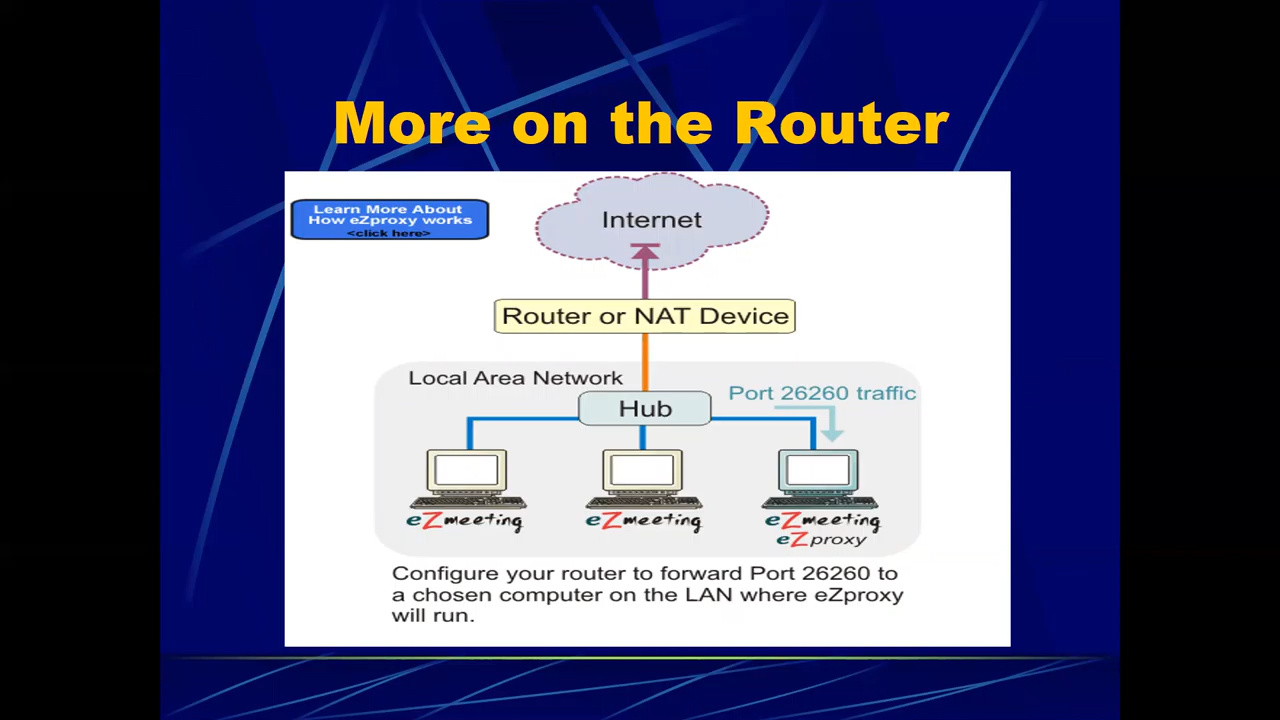 More on the Router
Learn More About
How eZproxy works
<click here>
Internet
Router or NAT Device
Local Area Network
Hub
Port 26260 traffic
eZmeeting
eZmeeting
eZmeeting
eZproxy
Configure your router to forward Port 26260 to
a chosen computer on the LAN where eZproxy
will run.